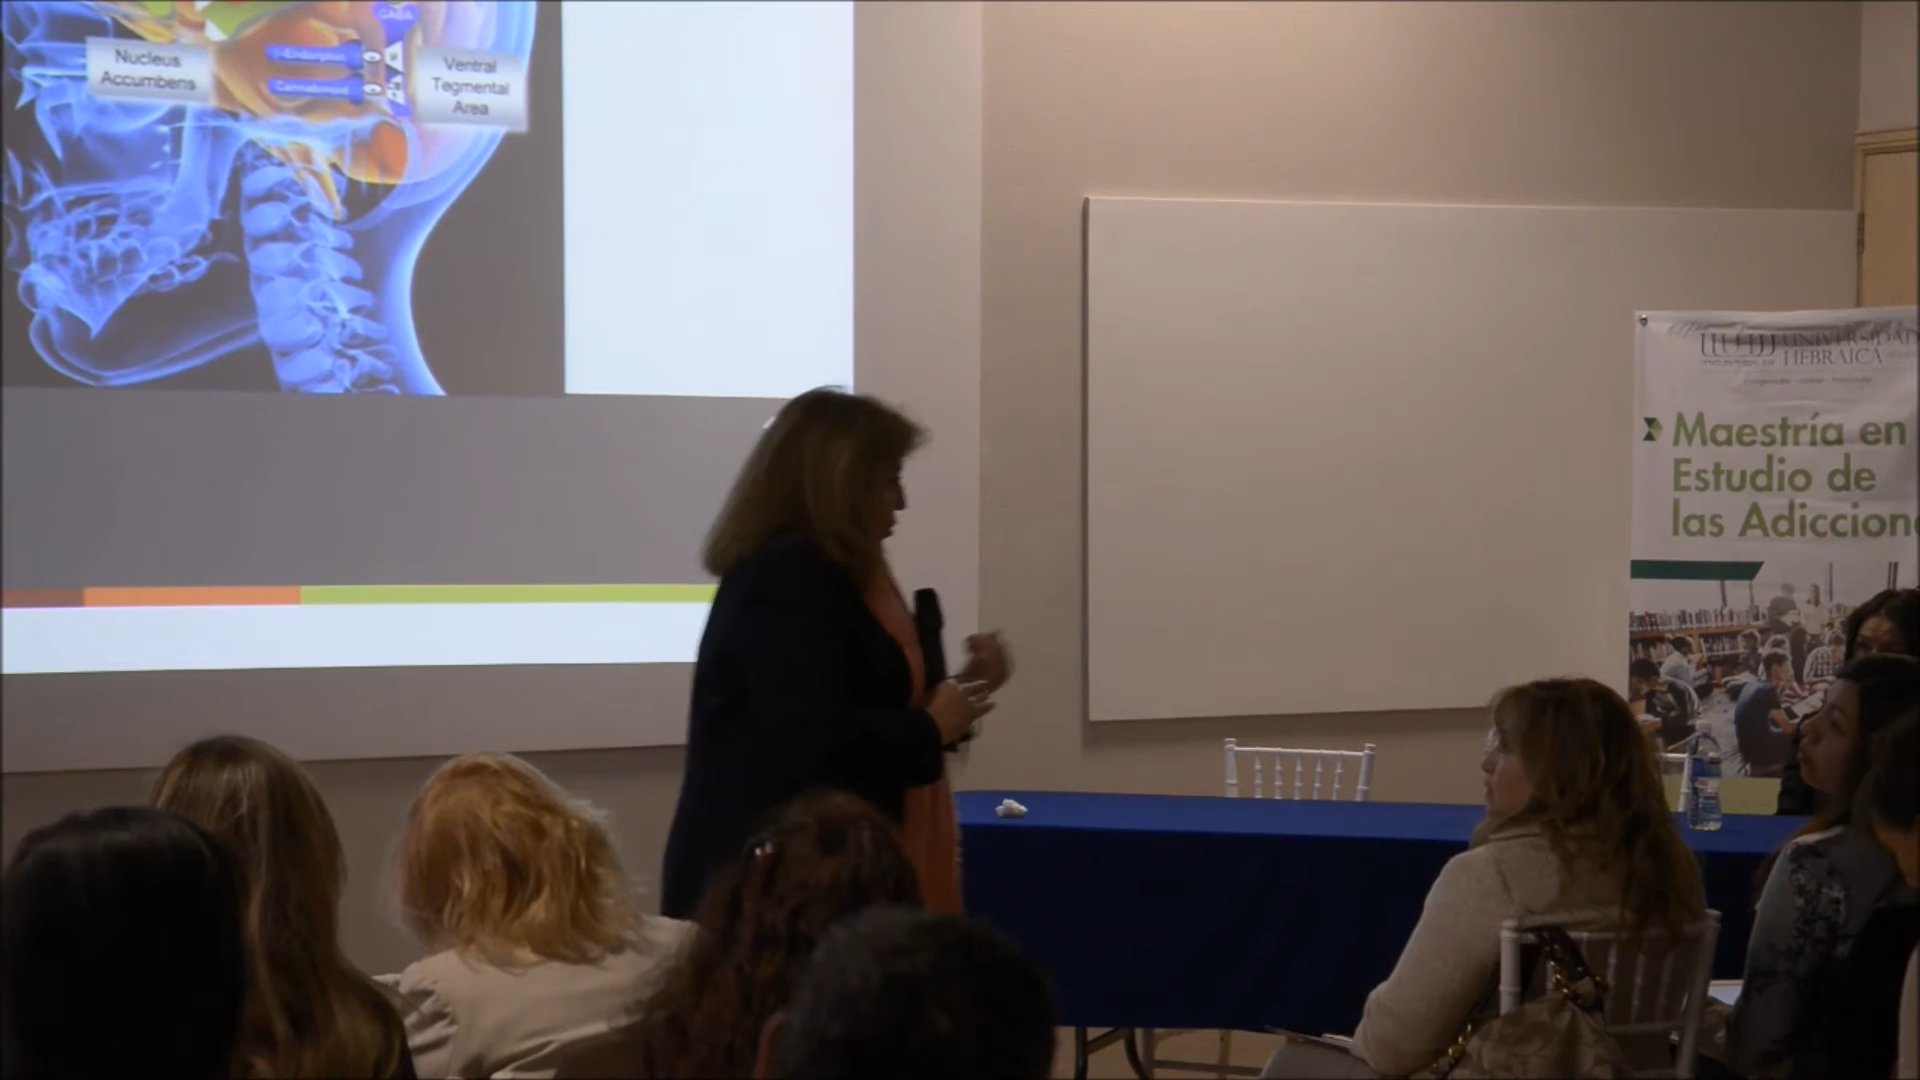 GABA
Nucleus
Accumbens
Cannabinoid
Ventral
Tegmental
Area
UNIVERSIDAD
HEBRAICA
Maestría en
Estudio de
las Adiccion